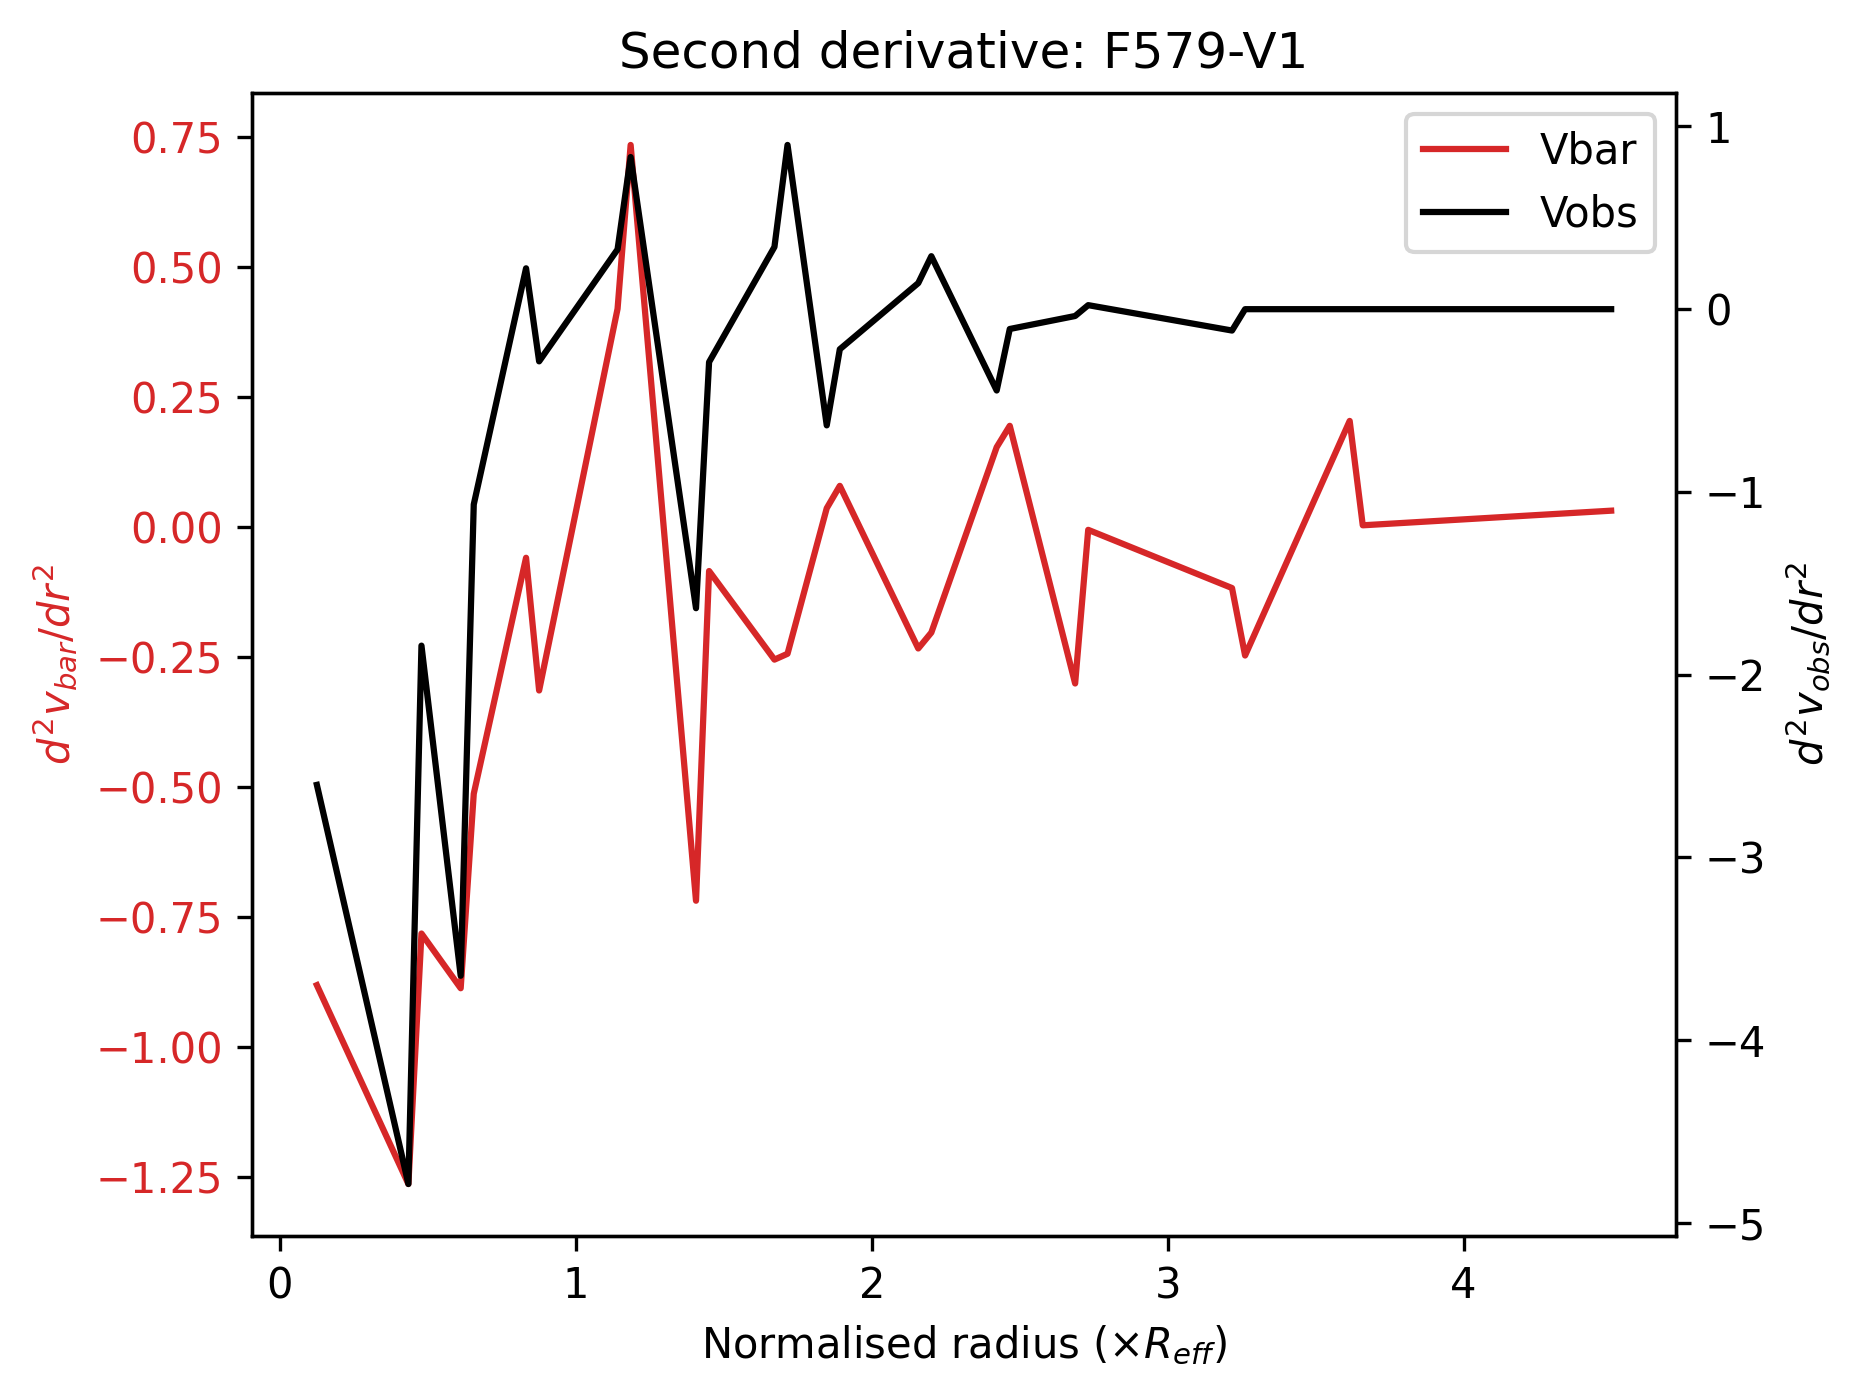 Second derivative: F579-V1
0.75
0.50
0.25
0.00
−0.25
−0.50
−0.75
−1.00
−1.25
d²v_bar/dr²
Vbar
Vobs
1
0
−1
−2
−3
−4
−5
d²v_obs/dr²
0 1 2 3 4
Normalised radius (×R_eff)